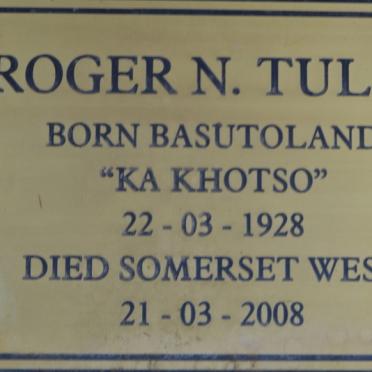 ROGER N. TUL
BORN BASUTOLAND
“KA KHOTSO”
22 - 03 - 1928
DIED SOMERSET WES
21 - 03 - 2008